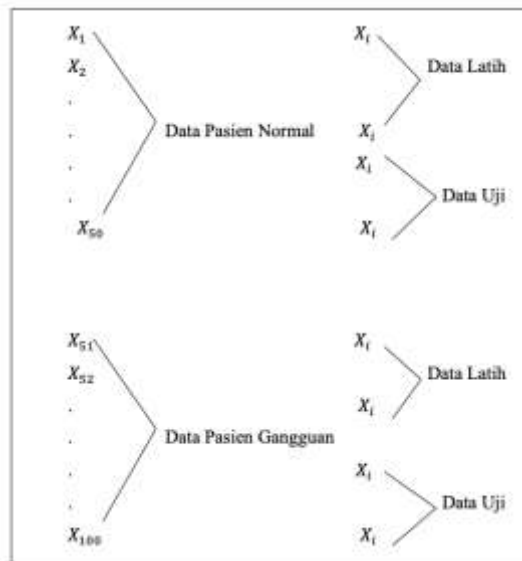 X₁
X₂
.
.
.
.
X₅₀
Data Pasien Normal
Xᵢ
Xᵢ
Data Latih
Xᵢ
Xᵢ
Data Uji
X₅₁
X₅₂
.
.
.
.
X₁₀₀
Data Pasien Gangguan
Xᵢ
Xᵢ
Data Latih
Xᵢ
Xᵢ
Data Uji